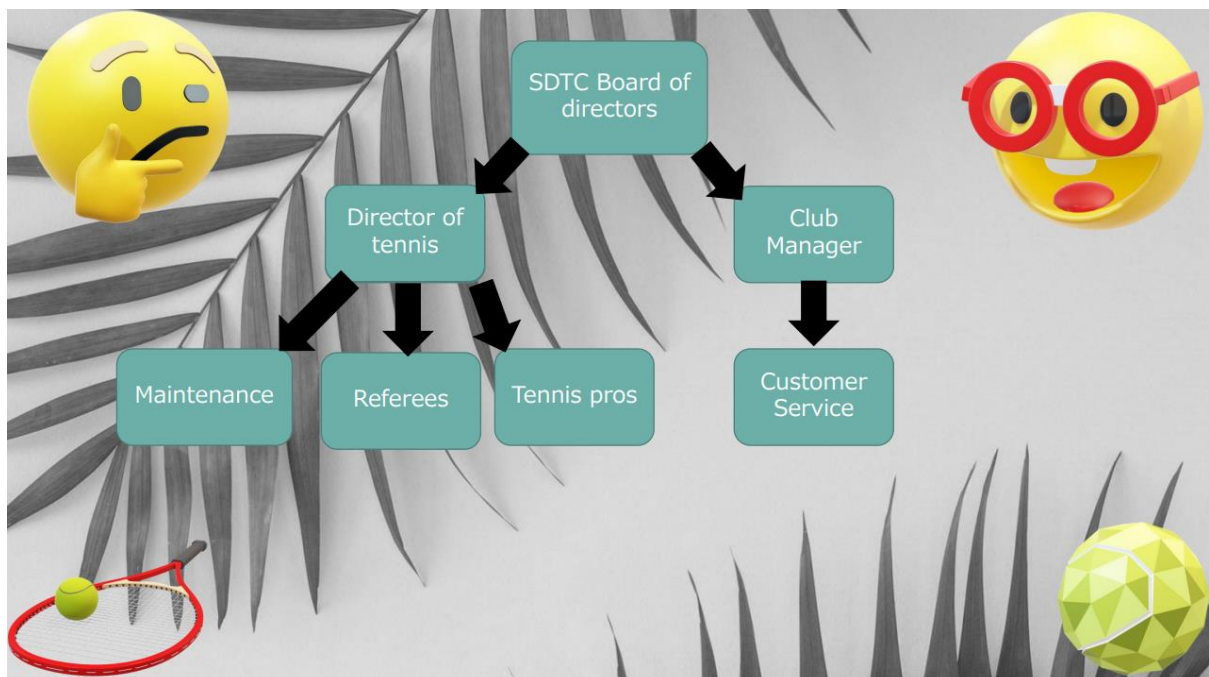 SDTC Board of
directors
Director of
tennis
Club
Manager
Maintenance
Referees
Tennis pros
Customer
Service